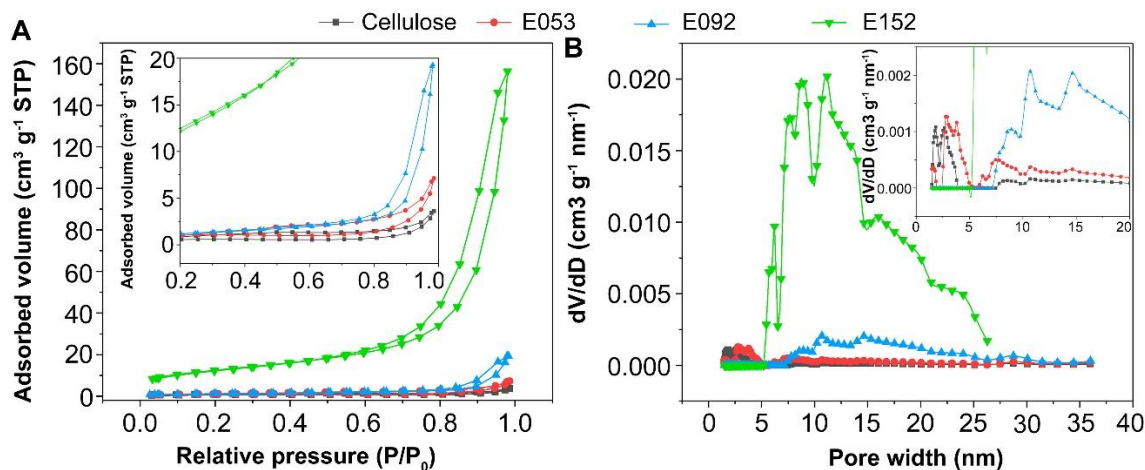 Cellulose E053 E092 E152
A
Adsorbed volume (cm³ g⁻¹ STP)
160
140
120
100
80
60
40
20
0
0.0 0.2 0.4 0.6 0.8 1.0
Relative pressure (P/P₀)
Adsorbed volume (cm³ g⁻¹ STP)
20
15
10
5
0
0.2 0.4 0.6 0.8 1.0
B
dV/dD (cm3 g⁻¹ nm⁻¹)
0.020
0.015
0.010
0.005
0.000
0 5 10 15 20 25 30 35 40
Pore width (nm)
dV/dD (cm3 g⁻¹ nm⁻¹)
0.002
0.001
0.000
0 5 10 15 20